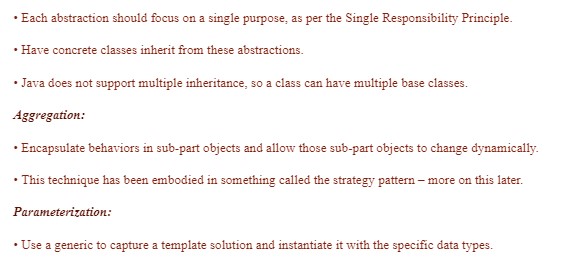 • Each abstraction should focus on a single purpose, as per the Single Responsibility Principle.
• Have concrete classes inherit from these abstractions.
• Java does not support multiple inheritance, so a class can have multiple base classes.
Aggregation:
• Encapsulate behaviors in sub-part objects and allow those sub-part objects to change dynamically.
• This technique has been embodied in something called the strategy pattern – more on this later.
Parameterization:
• Use a generic to capture a template solution and instantiate it with the specific data types.